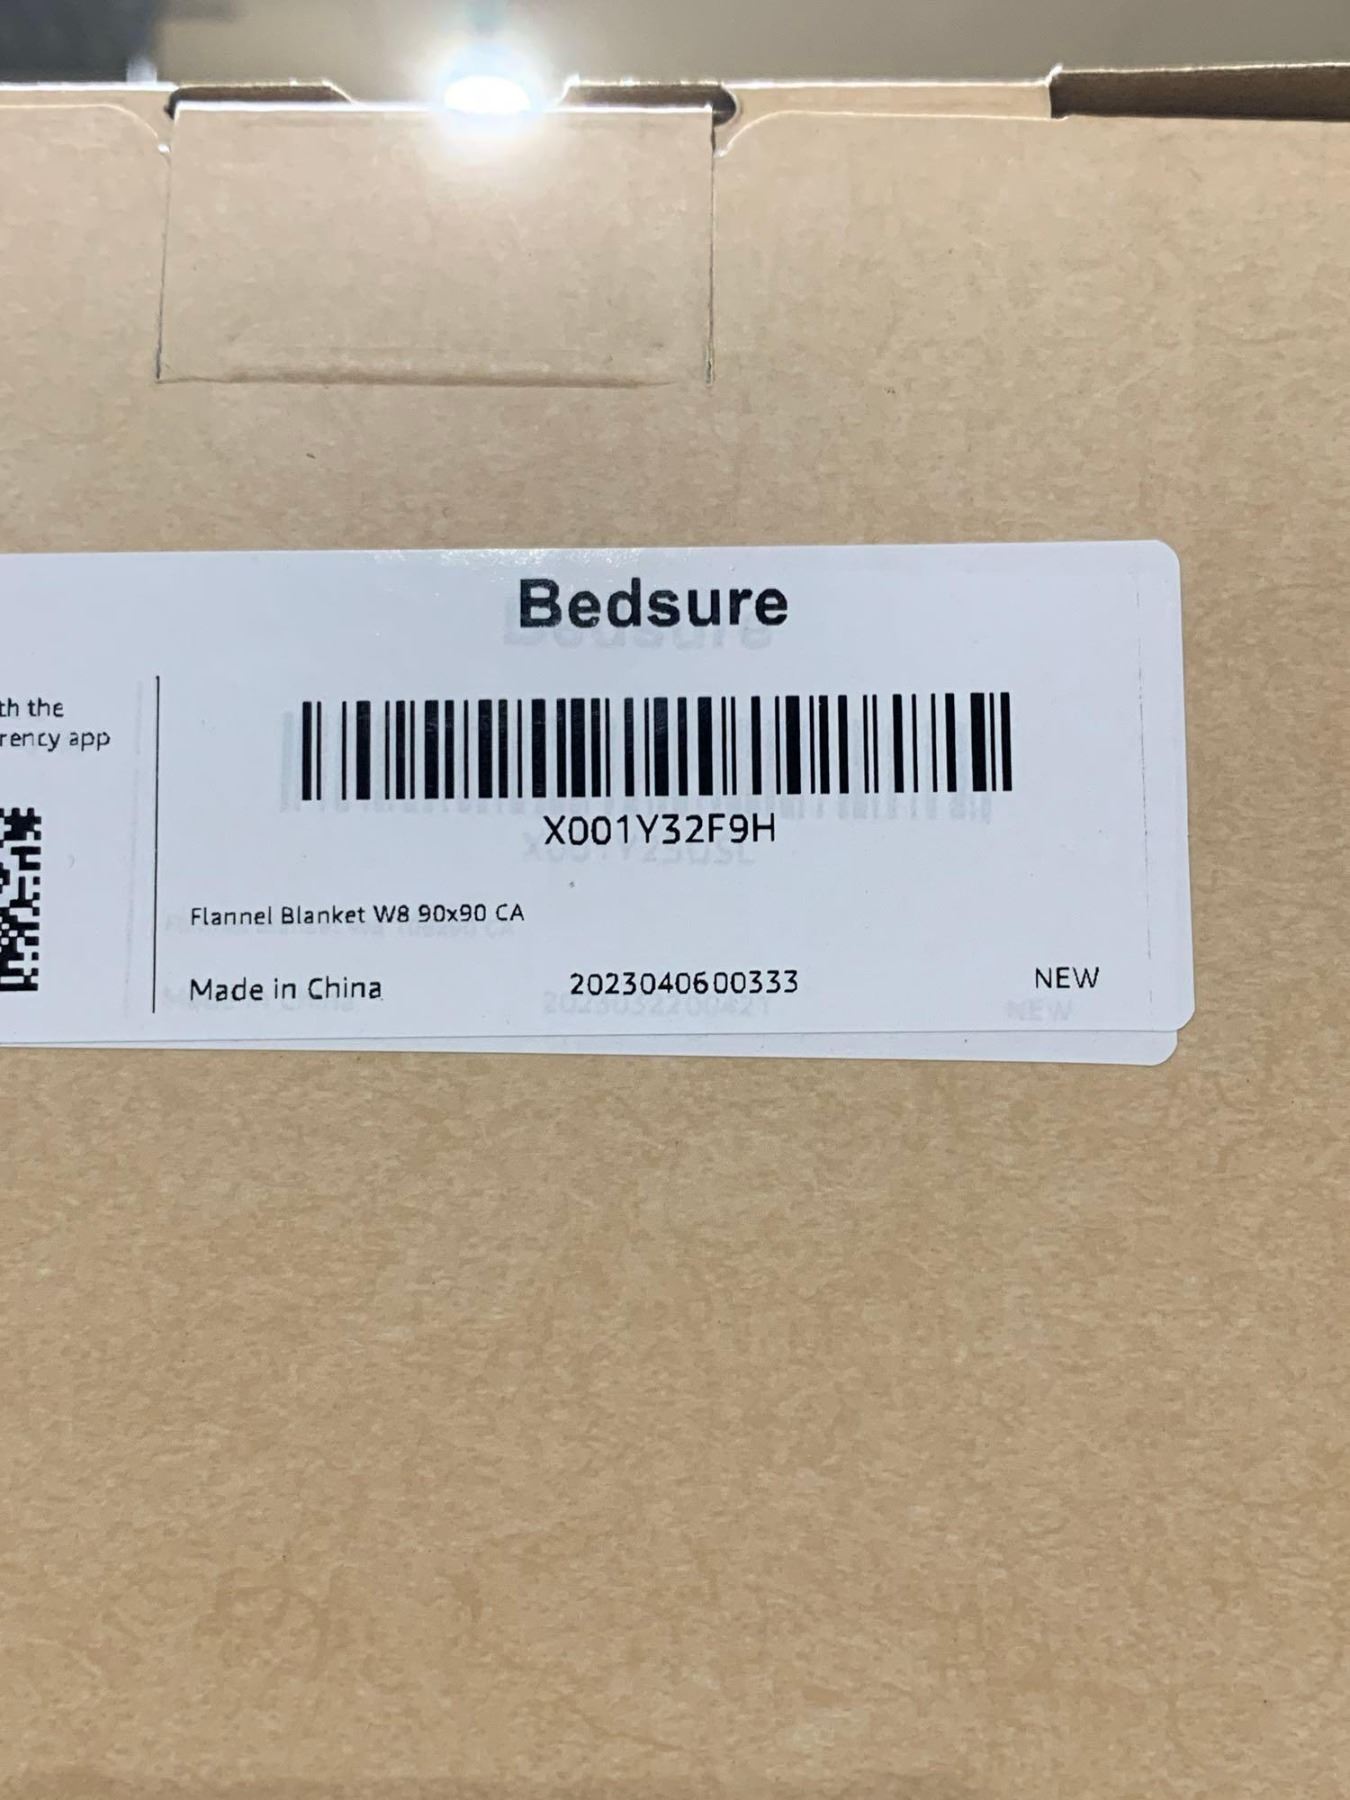 Bedsure
th the
rency app
X001Y32F9H
Flannel Blanket W8 90x90 CA
Made in China 2023040600333 NEW